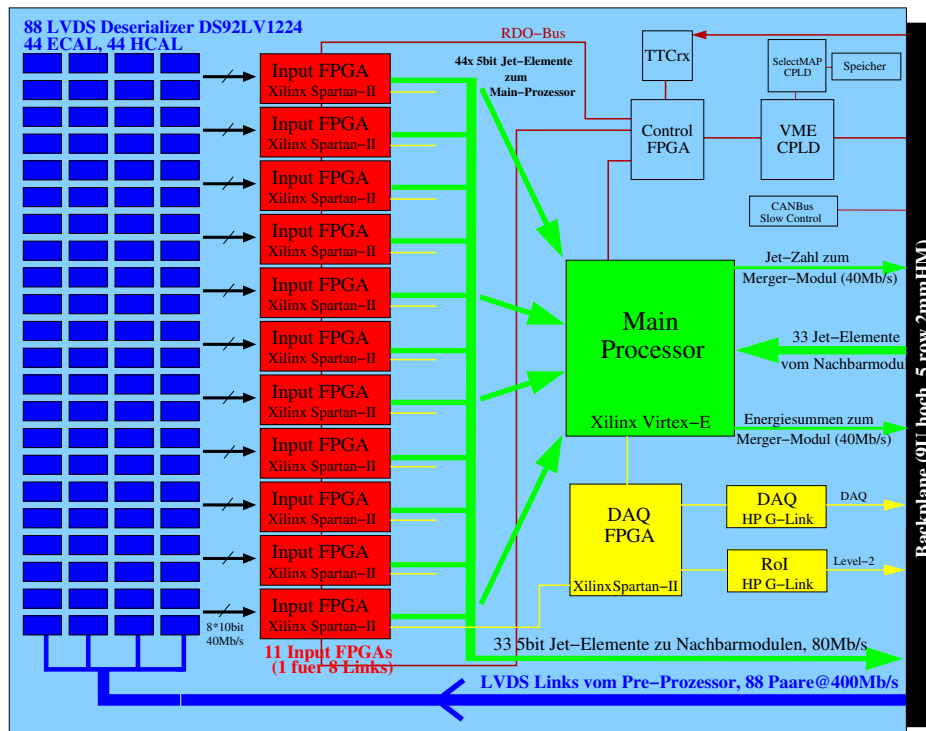 88 LVDS Deserializer DS92LV1224
44 ECAL, 44 HCAL
Input FPGA
Xilinx Spartan-II
Input FPGA
Xilinx Spartan-II
Input FPGA
Xilinx Spartan-II
Input FPGA
Xilinx Spartan-II
Input FPGA
Xilinx Spartan-II
Input FPGA
Xilinx Spartan-II
Input FPGA
Xilinx Spartan-II
Input FPGA
Xilinx Spartan-II
Input FPGA
Xilinx Spartan-II
Input FPGA
Xilinx Spartan-II
Input FPGA
Xilinx Spartan-II
8*10bit
40Mb/s
11 Input FPGAs
(1 fuer 8 Links)
RDO-Bus
44x 5bit Jet-Elemente
zum
Main-Prozessor
TTCrx
SelectMAP
CPLD
Speicher
Control
FPGA
VME
CPLD
CANBus
Slow Control
Jet-Zahl zum
Merger-Modul (40Mb/s)
Main
Processor
Xilinx Virtex-E
33 Jet-Elemente
vom Nachbarmodul
Energiesummen zum
Merger-Modul (40Mb/s)
DAQ
FPGA
XilinxSpartan-II
DAQ
HP G-Link
DAQ
RoI
HP G-Link
Level-2
33 5bit Jet-Elemente zu Nachbarmodulen, 80Mb/s
LVDS Links vom Pre-Prozessor, 88 Paare@400Mb/s
Backplane (9U hoch, 5 row 2mmHM)